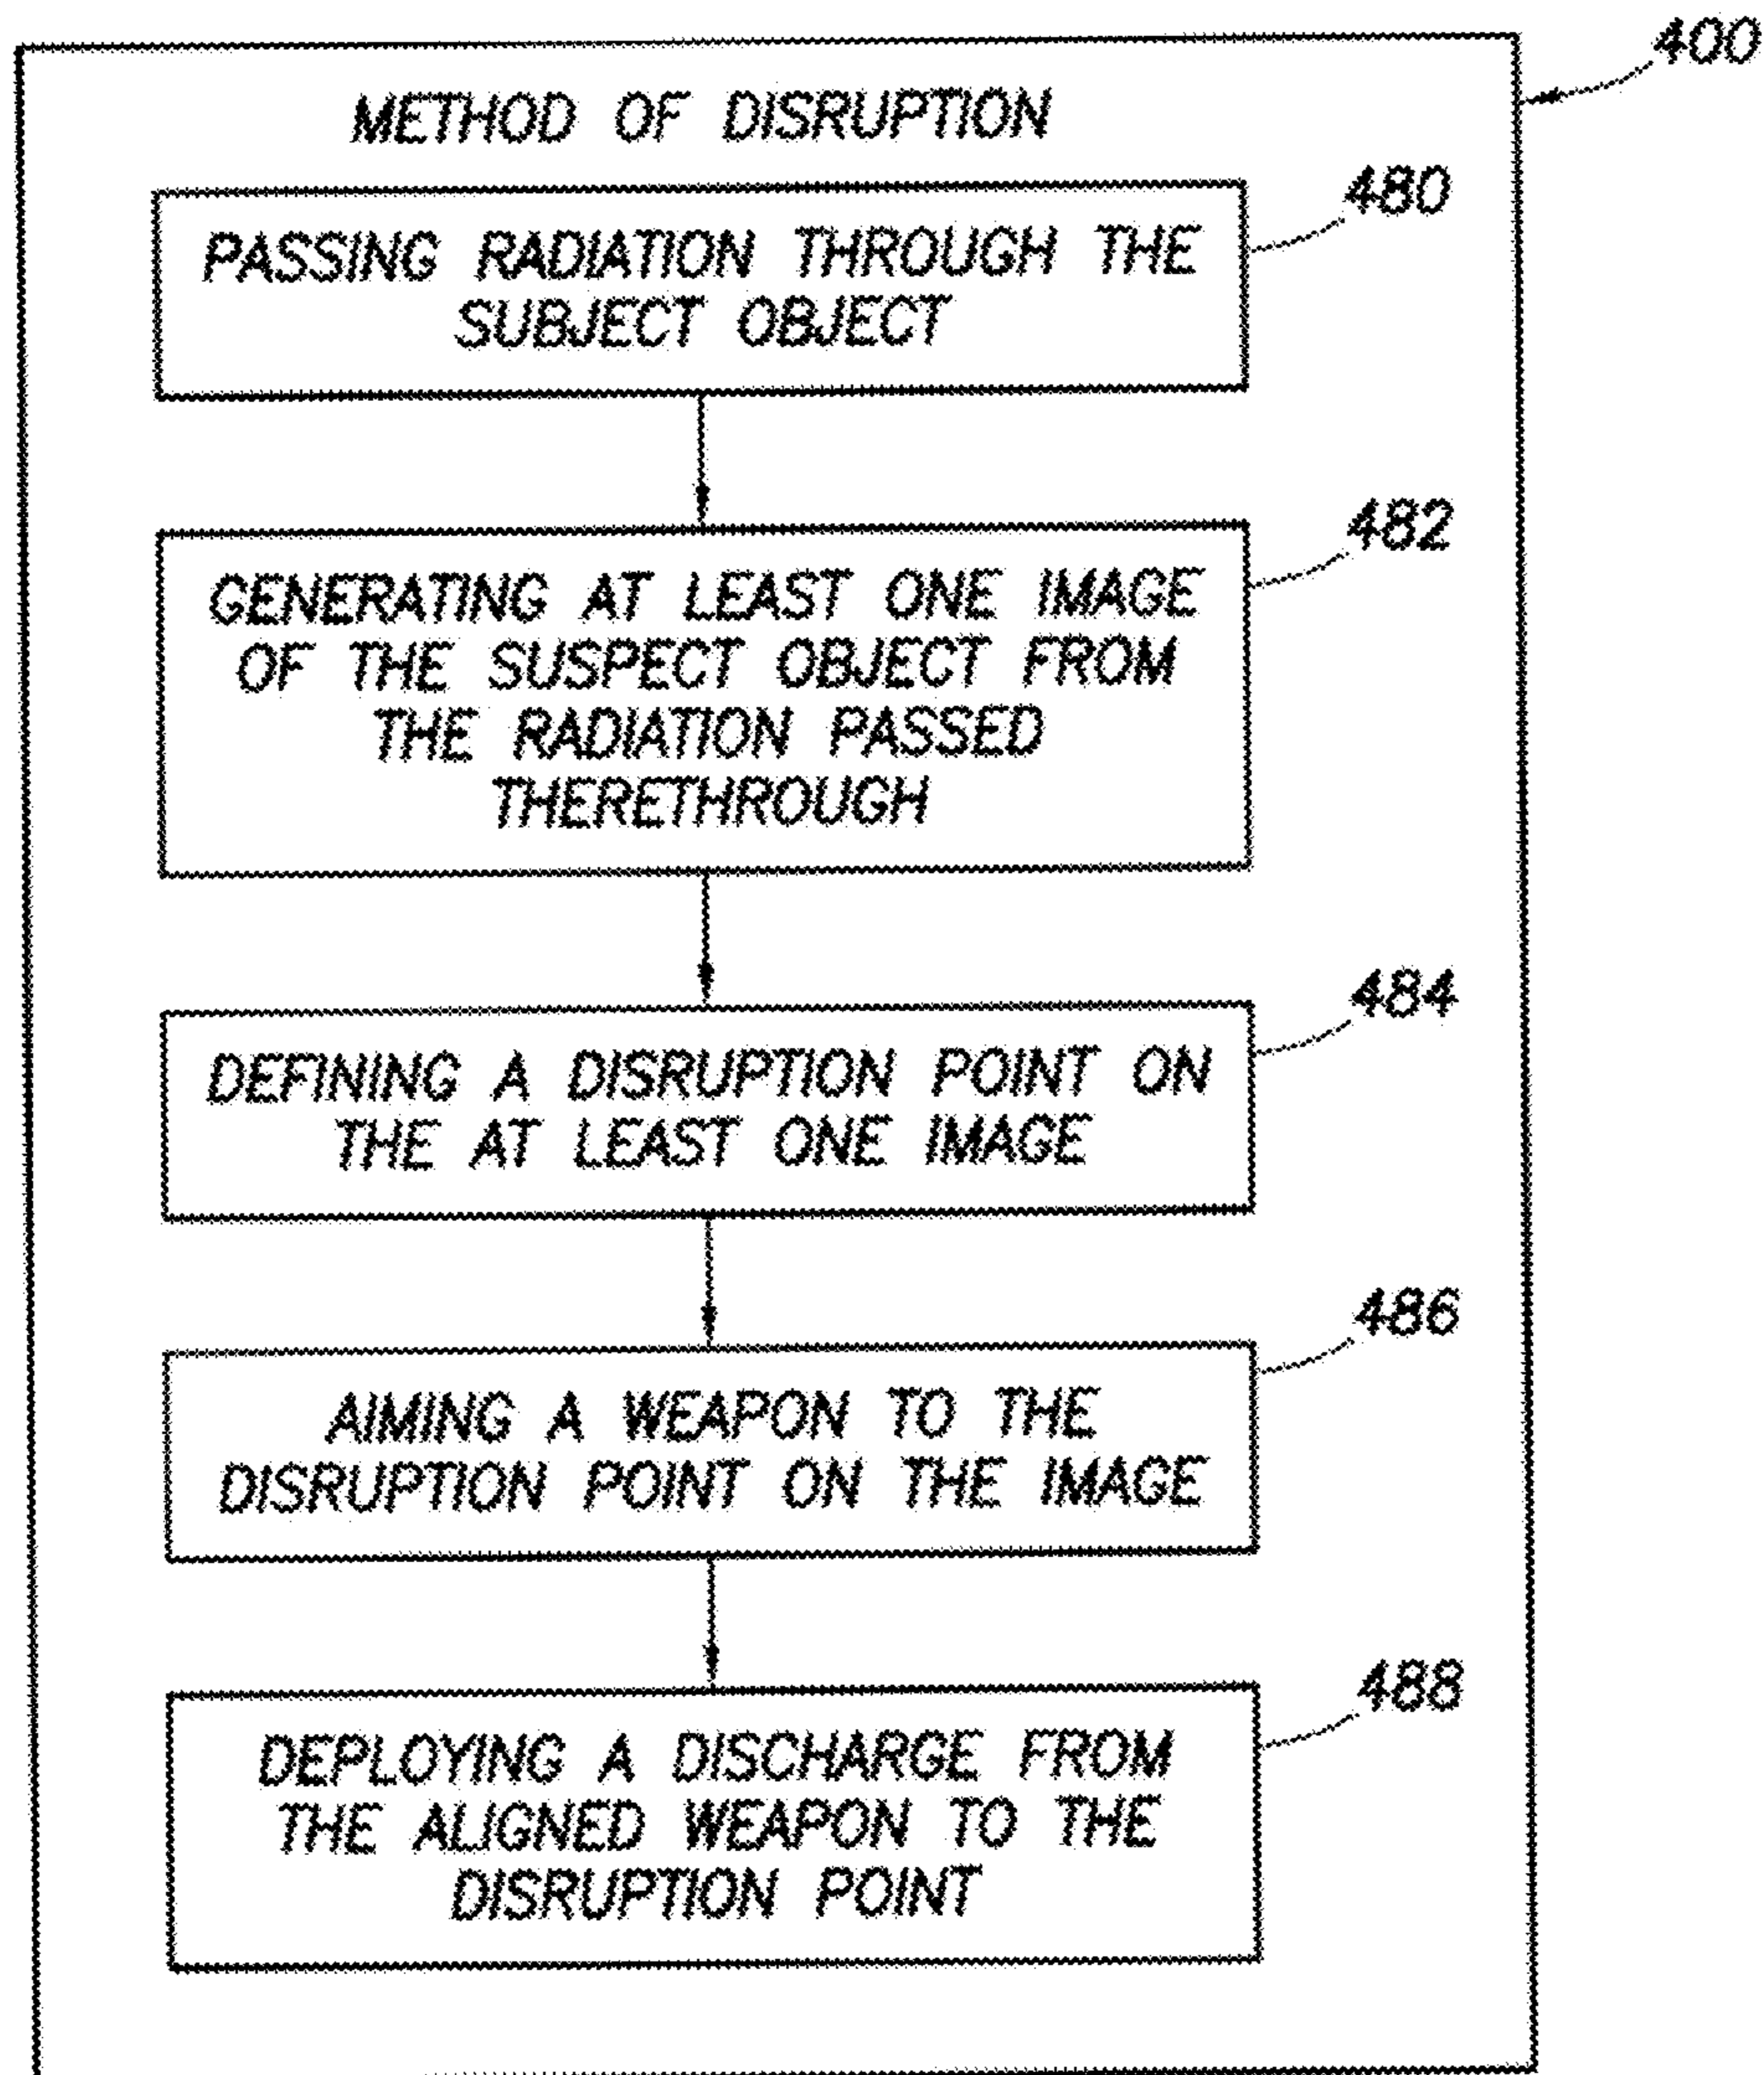 400
METHOD OF DISRUPTION
480
PASSING RADIATION THROUGH THE
SUBJECT OBJECT
482
GENERATING AT LEAST ONE IMAGE
OF THE SUSPECT OBJECT FROM
THE RADIATION PASSED
THERETHROUGH
484
DEFINING A DISRUPTION POINT ON
THE AT LEAST ONE IMAGE
486
AIMING A WEAPON TO THE
DISRUPTION POINT ON THE IMAGE
488
DEPLOYING A DISCHARGE FROM
THE ALIGNED WEAPON TO THE
DISRUPTION POINT